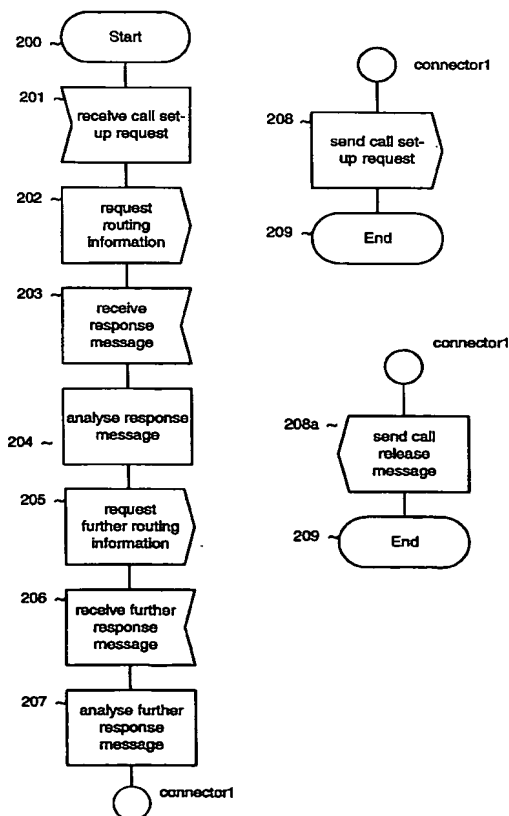 200
Start
201
receive call set-
up request
202
request
routing
information
203
receive
response
message
204
analyse response
message
205
request
further routing
information
206
receive further
response
message
207
analyse further
response
message
connector1
connector1
208
send call set-
up request
209
End
connector1
208a
send call
release
message
209
End